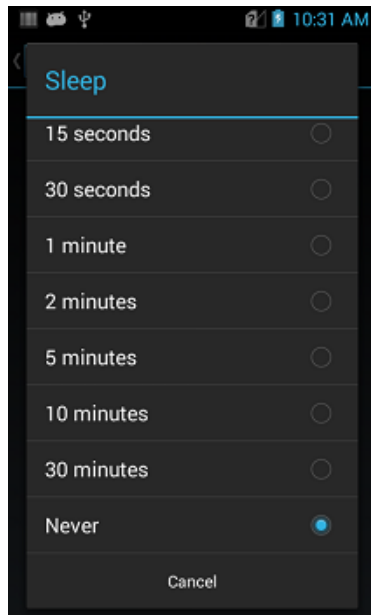 10:31 AM
Sleep
15 seconds
30 seconds
1 minute
2 minutes
5 minutes
10 minutes
30 minutes
Never
Cancel